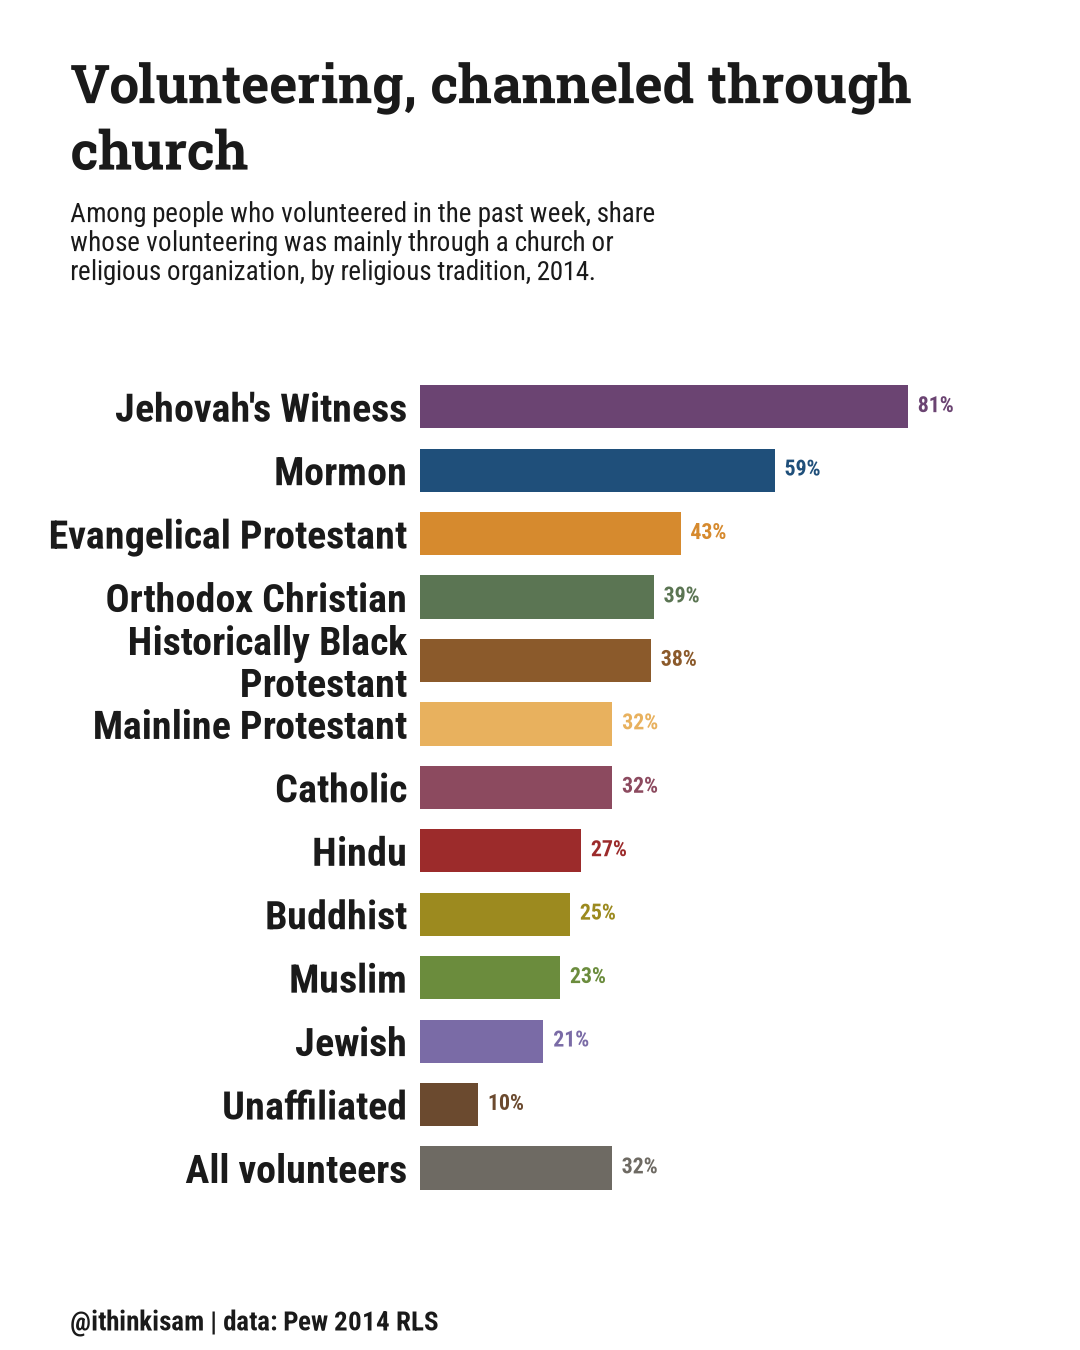 Volunteering, channeled through
church
Among people who volunteered in the past week, share
whose volunteering was mainly through a church or
religious organization, by religious tradition, 2014.
Jehovah's Witness 81%
Mormon 59%
Evangelical Protestant 43%
Orthodox Christian 39%
Historically Black
Protestant 38%
Mainline Protestant 32%
Catholic 32%
Hindu 27%
Buddhist 25%
Muslim 23%
Jewish 21%
Unaffiliated 10%
All volunteers 32%
@ithinkisam | data: Pew 2014 RLS